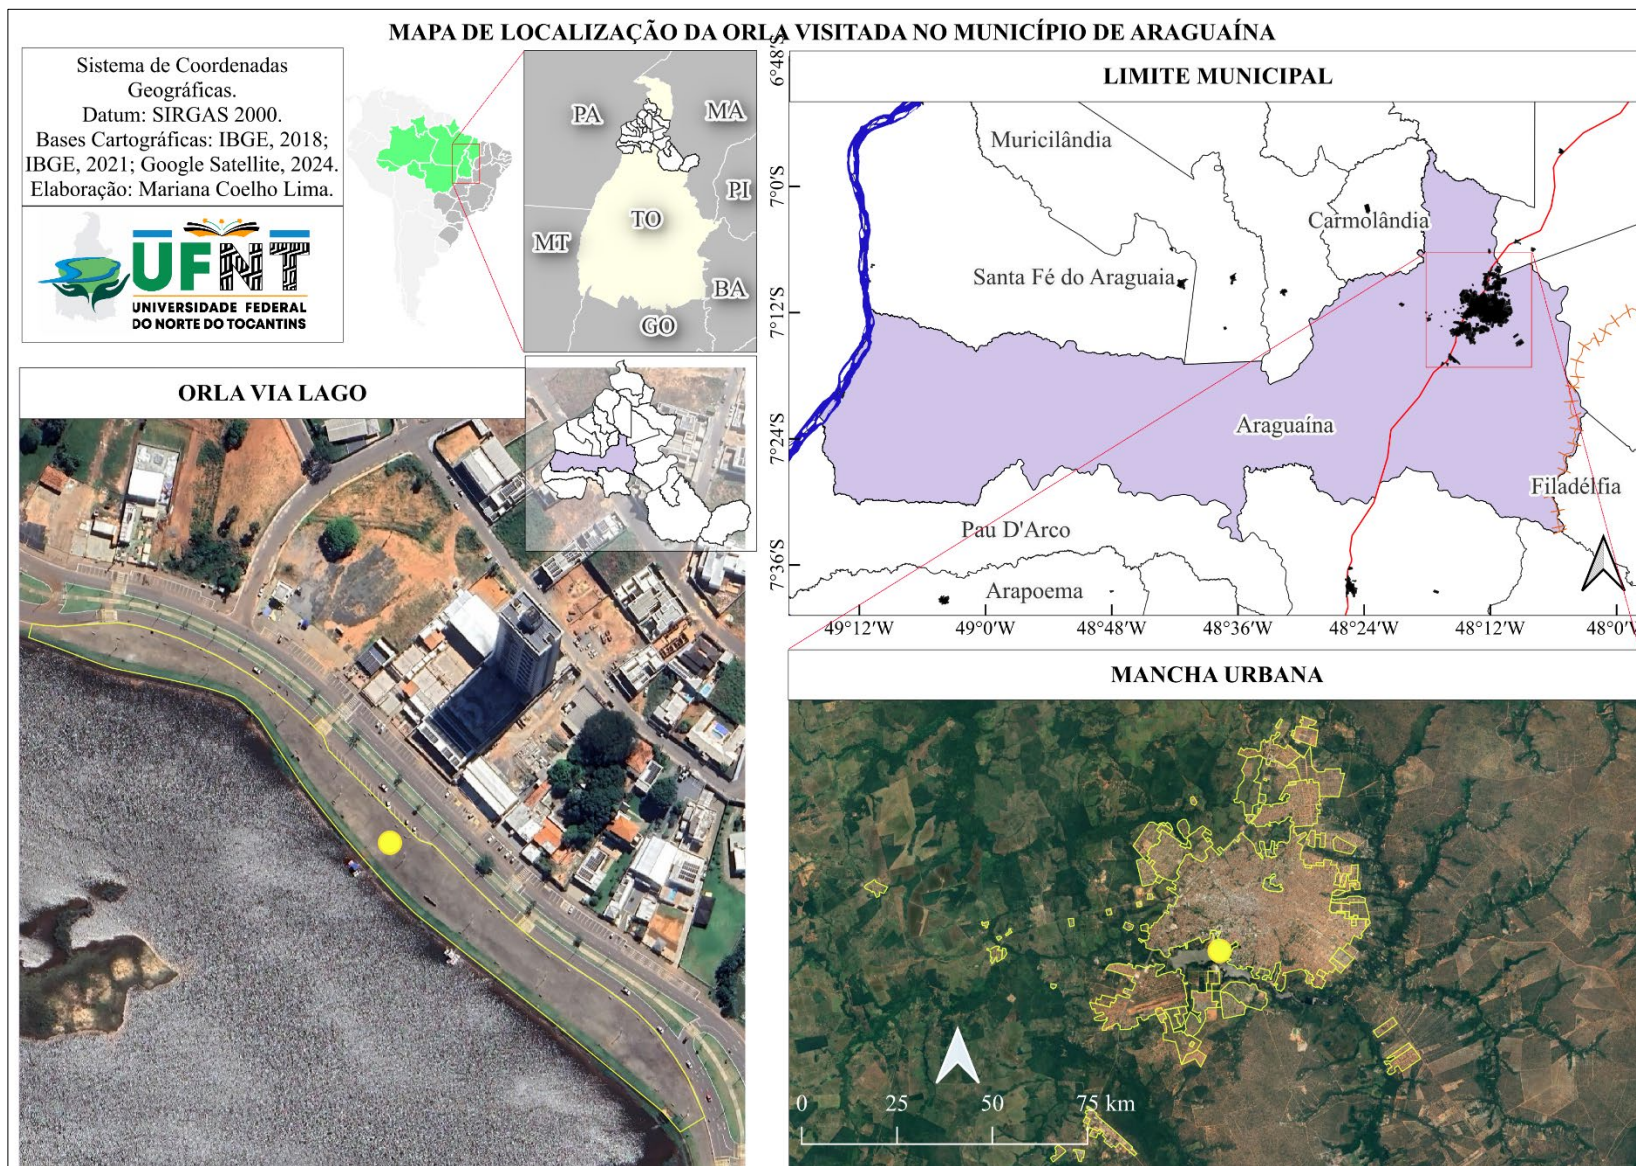 MAPA DE LOCALIZAÇÃO DA ORLA VISITADA NO MUNICÍPIO DE ARAGUAÍNA
Sistema de Coordenadas
Geográficas.
Datum: SIRGAS 2000.
Bases Cartográficas: IBGE, 2018;
IBGE, 2021; Google Satellite, 2024.
Elaboração: Mariana Coelho Lima.
UFNT
UNIVERSIDADE FEDERAL
DO NORTE DO TOCANTINS
PA
MA
PI
TO
MT
BA
GO
LIMITE MUNICIPAL
6°48'S
7°0'S
7°12'S
7°24'S
7°36'S
Muricilândia
Carmolândia
Santa Fé do Araguaia
Araguaína
Filadélfia
Pau D'Arco
Arapoema
49°12'W 49°0'W 48°48'W 48°36'W 48°24'W 48°12'W 48°0'W
ORLA VIA LAGO
MANCHA URBANA
0 25 50 75 km